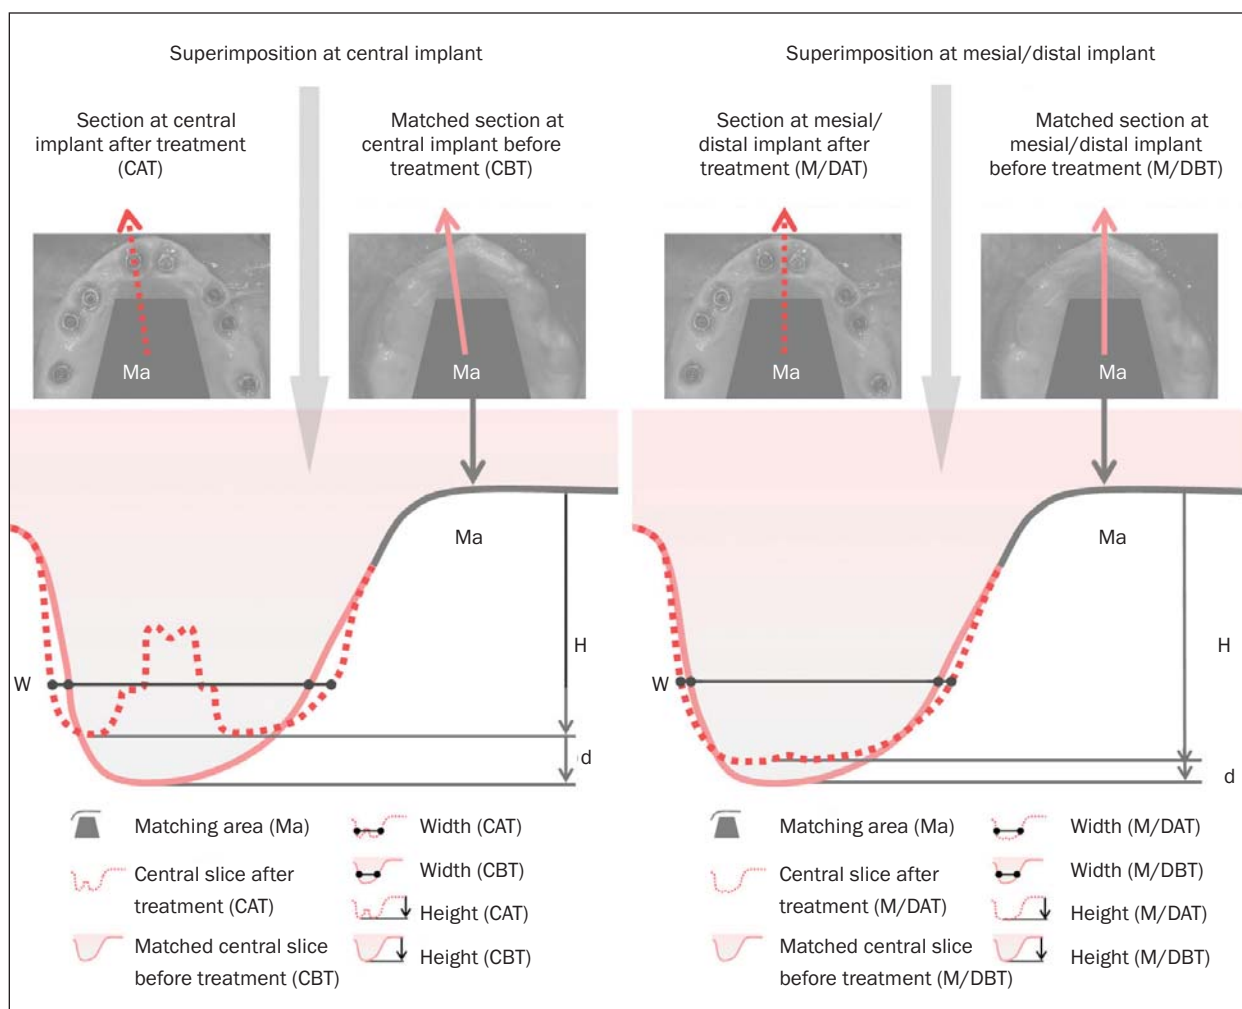 Superimposition at central implant
Section at central
implant after treatment
(CAT)
Matched section at
central implant before
treatment (CBT)
Ma
Ma
Ma
W
H
d
Matching area (Ma)
Central slice after
treatment (CAT)
Matched central slice
before treatment (CBT)
Width (CAT)
Width (CBT)
Height (CAT)
Height (CBT)
Superimposition at mesial/distal implant
Section at mesial/
distal implant after
treatment (M/DAT)
Matched section at
mesial/distal implant
before treatment (M/DBT)
Ma
Ma
Ma
W
H
d
Matching area (Ma)
Central slice after
treatment (M/DAT)
Matched central slice
before treatment (M/DBT)
Width (M/DAT)
Width (M/DBT)
Height (M/DAT)
Height (M/DBT)